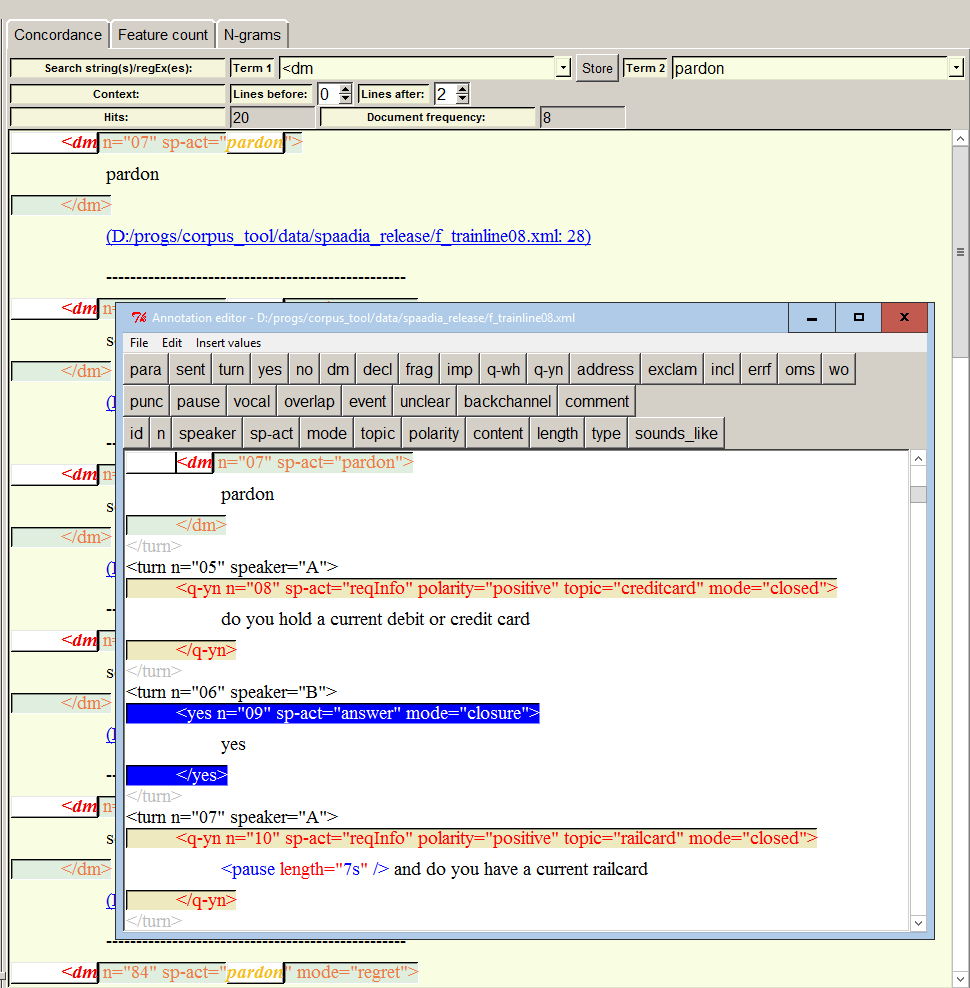 Concordance Feature count N-grams
Search string(s)/regEx(es): Term 1 <dm Store Term 2 pardon
Context: Lines before: 0 Lines after: 2
Hits: 20 Document frequency: 8
<dm n="07" sp-act="pardon">
pardon
</dm>
(D:/progs/corpus_tool/data/spaadia_release/f_trainline08.xml: 28)
--------------------------------------------------
<dm n=
s
</dm>
(
--
<dm n=
s
</dm>
(
--
<dm n=
s
</dm>
(
--
<dm n=
s
</dm>
(
--------------------------------------------------
<dm n="84" sp-act="pardon" mode="regret">
Annotation editor - D:/progs/corpus_tool/data/spaadia_release/f_trainline08.xml
File Edit Insert values
para sent turn yes no dm decl frag imp q-wh q-yn address exclam incl errf oms wo
punc pause vocal overlap event unclear backchannel comment
id n speaker sp-act mode topic polarity content length type sounds_like
<dm n="07" sp-act="pardon">
pardon
</dm>
</turn>
<turn n="05" speaker="A">
<q-yn n="08" sp-act="reqInfo" polarity="positive" topic="creditcard" mode="closed">
do you hold a current debit or credit card
</q-yn>
</turn>
<turn n="06" speaker="B">
<yes n="09" sp-act="answer" mode="closure">
yes
</yes>
</turn>
<turn n="07" speaker="A">
<q-yn n="10" sp-act="reqInfo" polarity="positive" topic="railcard" mode="closed">
<pause length="7s" /> and do you have a current railcard
</q-yn>
</turn>